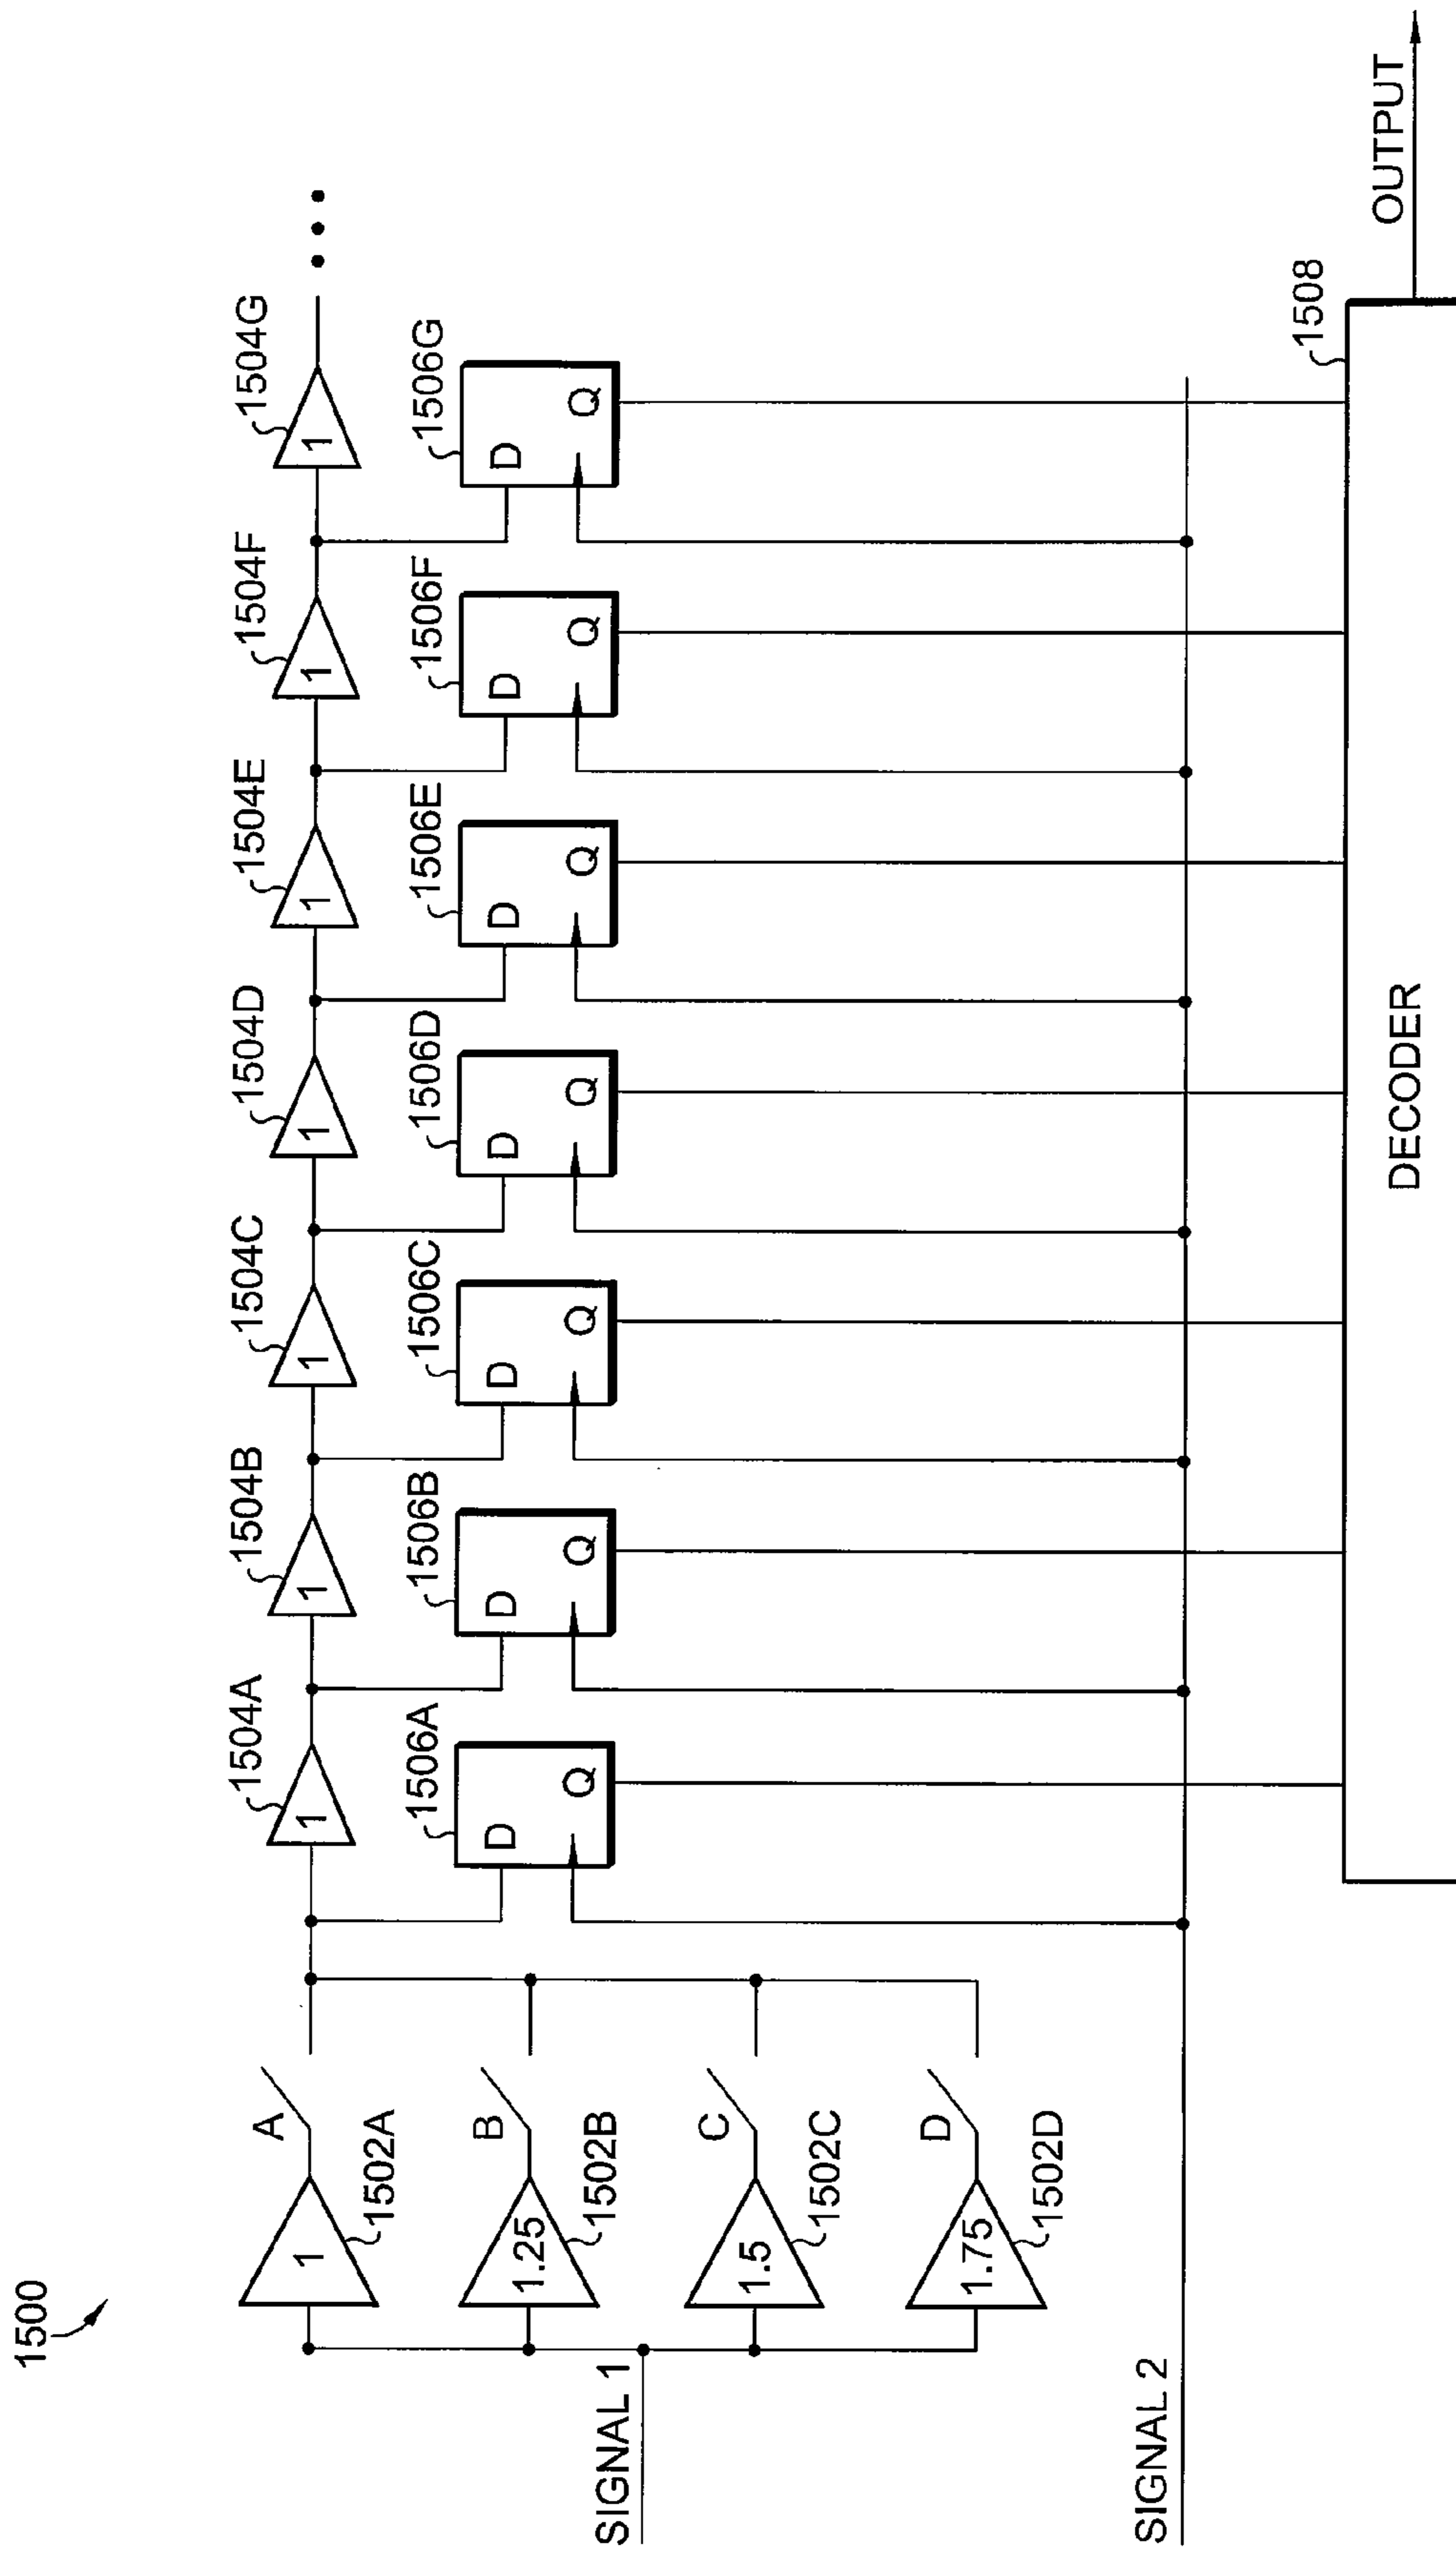 1500
SIGNAL 1
SIGNAL 2
1
1502A
A
1.25
1502B
B
1.5
1502C
C
1.75
1502D
D
1 1504A
1 1504B
1 1504C
1 1504D
1 1504E
1 1504F
1 1504G
D Q 1506A
D Q 1506B
D Q 1506C
D Q 1506D
D Q 1506E
D Q 1506F
D Q 1506G
DECODER
1508
OUTPUT